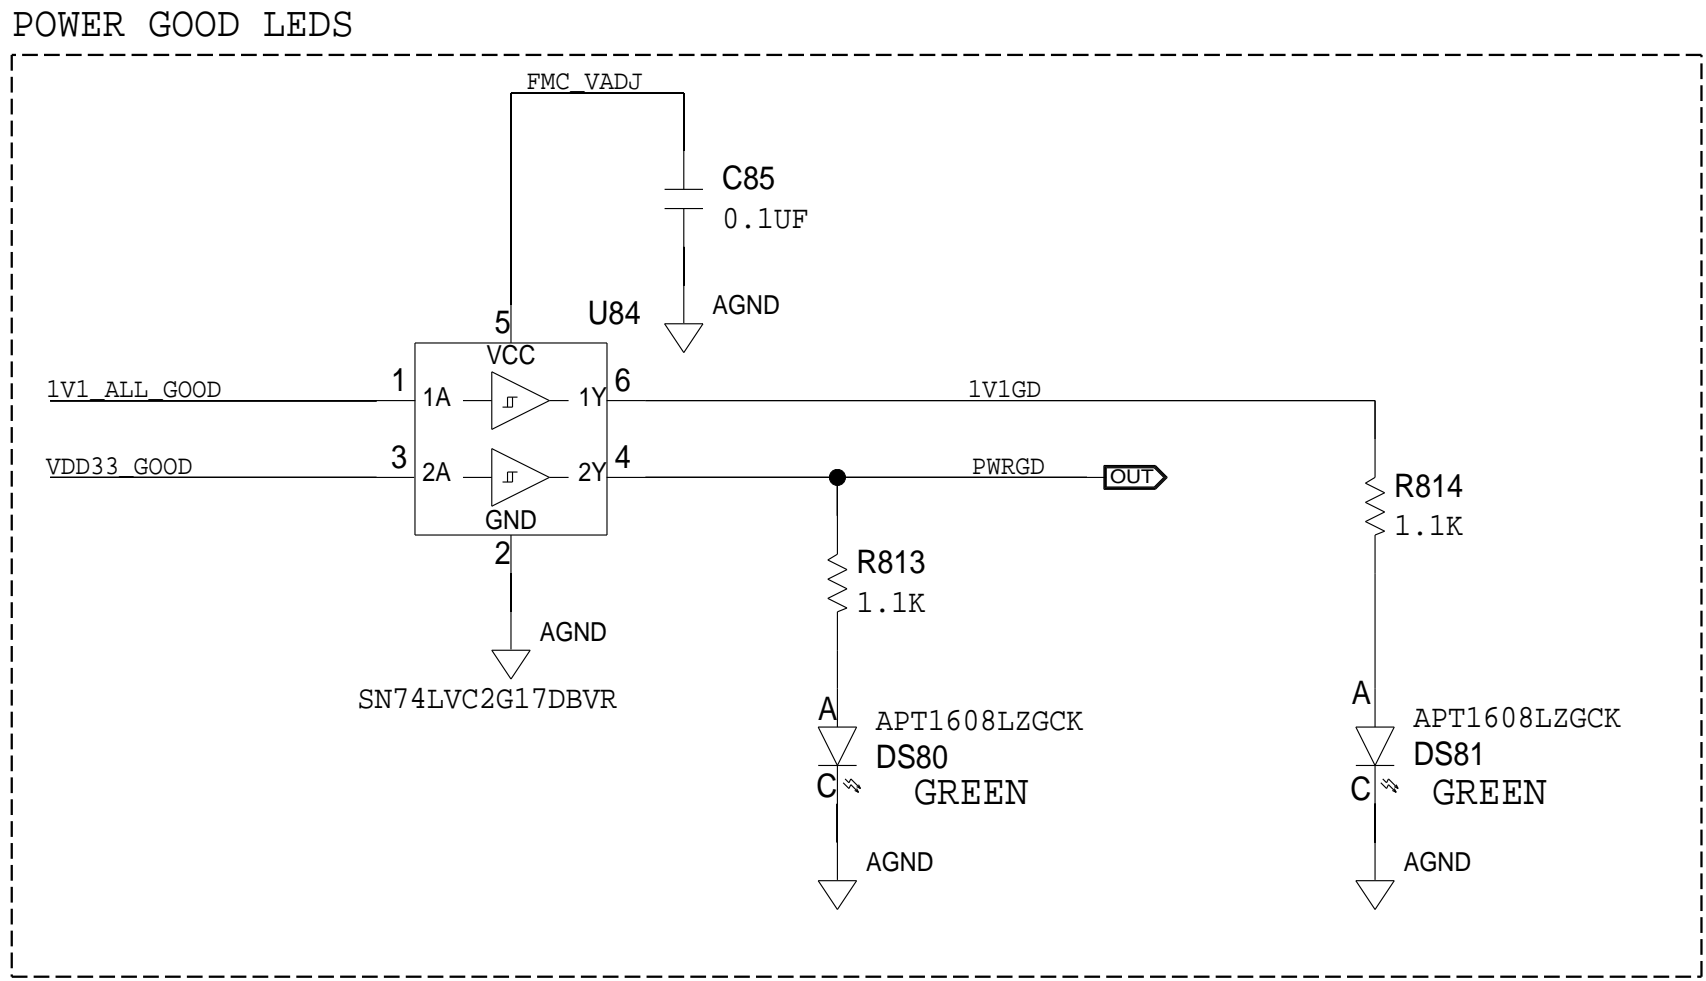 POWER GOOD LEDS
FMC_VADJ
C85
0.1UF
AGND
U84
5
VCC
1V1_ALL_GOOD
1
1A
1Y
6
1V1GD
VDD33_GOOD
3
2A
2Y
4
PWRGD
OUT
GND
2
AGND
SN74LVC2G17DBVR
R814
1.1K
R813
1.1K
A
APT1608LZGCK
DS80
C
GREEN
AGND
A
APT1608LZGCK
DS81
C
GREEN
AGND